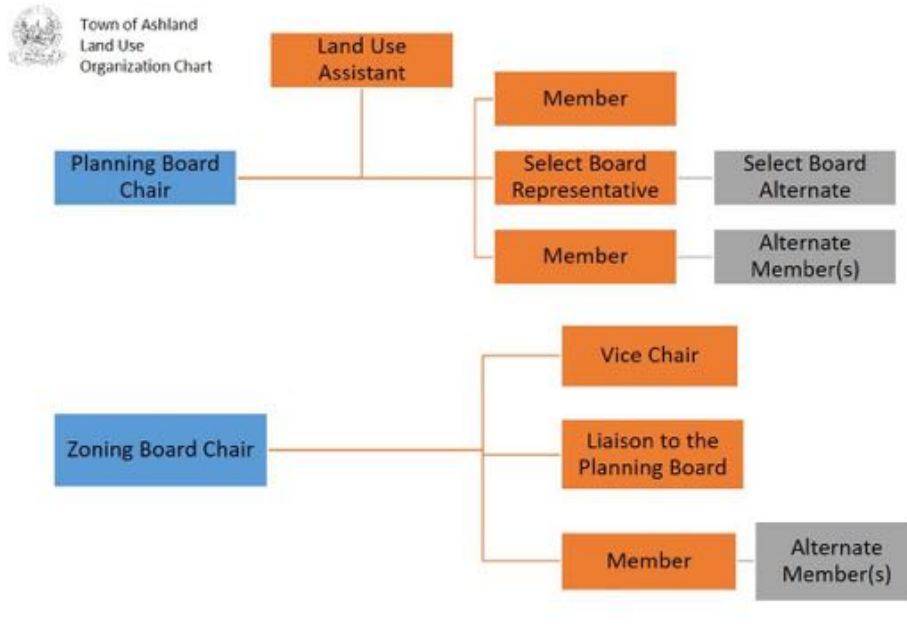 Town of Ashland
Land Use
Organization Chart
Land Use
Assistant
Member
Planning Board
Chair
Select Board
Representative
Select Board
Alternate
Member
Alternate
Member(s)
Vice Chair
Zoning Board Chair
Liaison to the
Planning Board
Member
Alternate
Member(s)